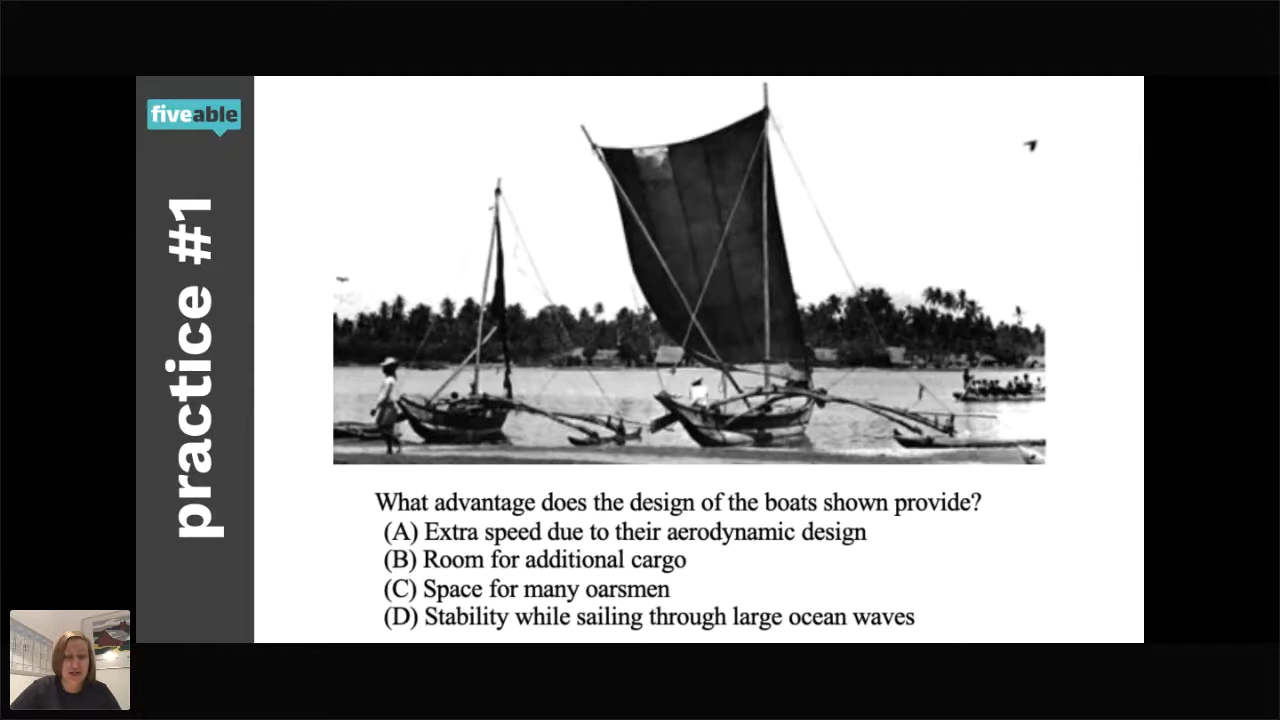 fiveable
practice #1
What advantage does the design of the boats shown provide?
(A) Extra speed due to their aerodynamic design
(B) Room for additional cargo
(C) Space for many oarsmen
(D) Stability while sailing through large ocean waves